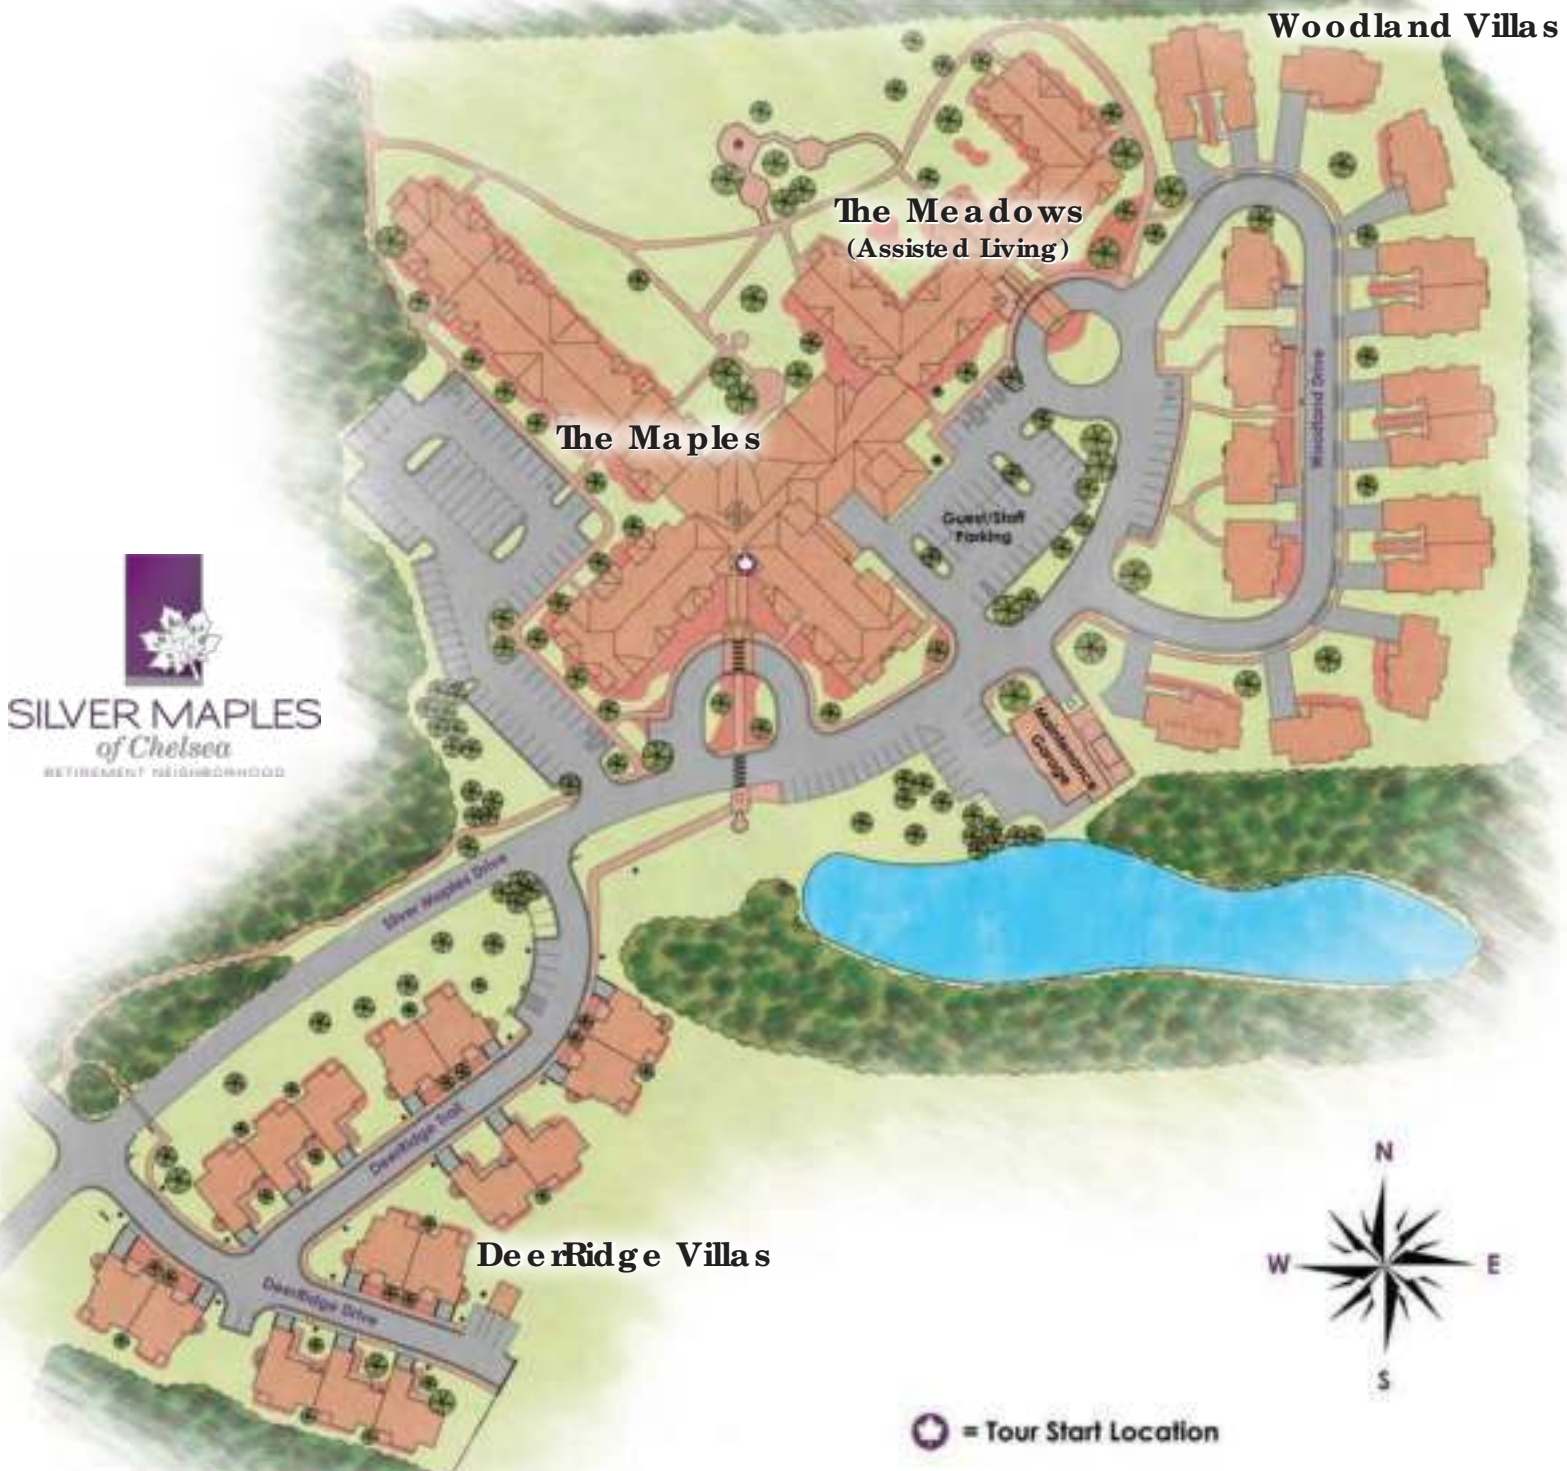 Woodland Villas
The Meadows
(Assisted Living)
The Maples
Woodland Drive
Guest/Staff
Parking
SILVER MAPLES
of Chelsea
RETIREMENT NEIGHBORHOOD
Maintenance
Garage
Silver Maples Drive
DeerRidge Trail
DeerRidge Villas
DeerRidge Drive
N
W E
S
= Tour Start Location